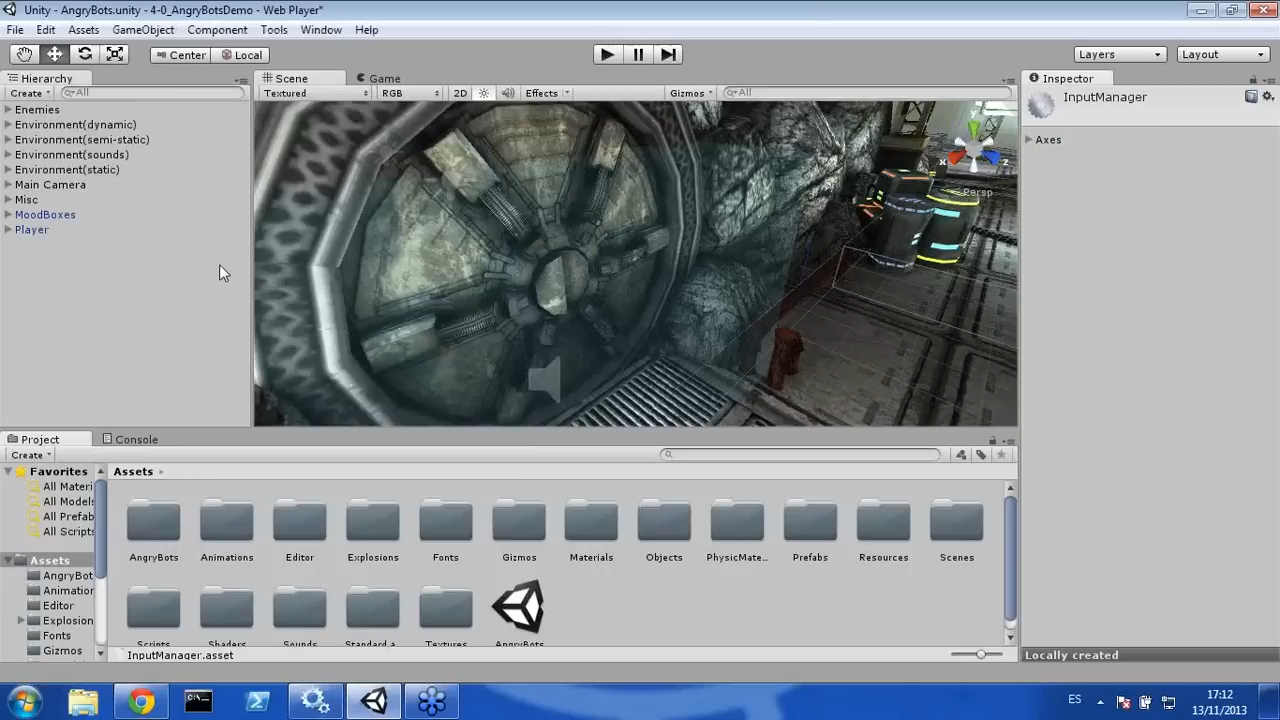 Unity - AngryBots.unity - 4-0_AngryBotsDemo - Web Player*
File Edit Assets GameObject Component Tools Window Help
Center Local Layers Layout
Hierarchy Scene Game Inspector
Create All Textured RGB 2D Effects Gizmos All InputManager
Enemies
Environment(dynamic)
Axes
Environment(semi-static)
Environment(sounds)
Environment(static)
Main Camera
Misc
MoodBoxes
Player
Y
X Z
Persp
Project Console
Create
Favorites Assets
All Materi
All Models
All Prefab
All Scripts
Assets
AngryBot
Animation
Editor
Explosion
Fonts
Gizmos
AngryBots Animations Editor Explosions Fonts Gizmos Materials Objects PhysicMate... Prefabs Resources Scenes
Scripts Shaders Sounds Standard a Textures AngryBots
InputManager.asset
Locally created
ES 17:12
13/11/2013